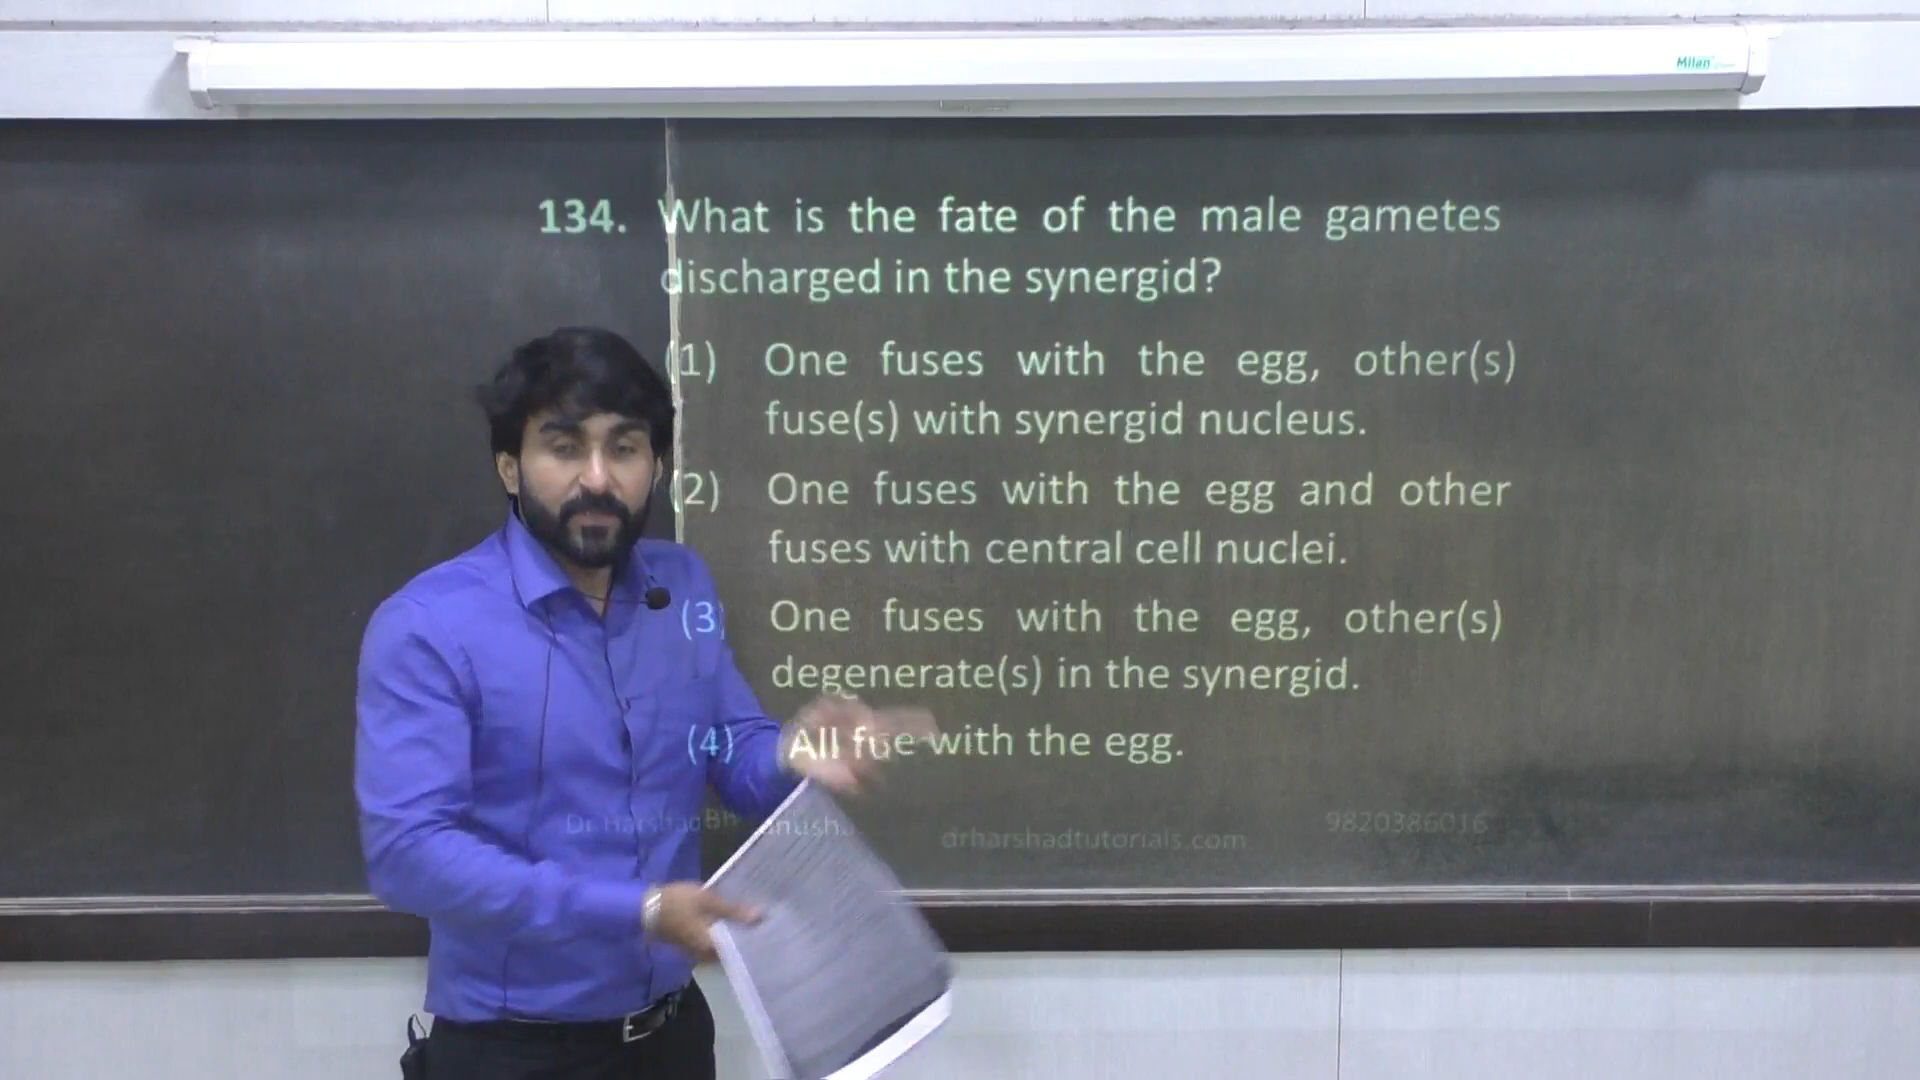 Milan
134. What is the fate of the male gametes
discharged in the synergid?
(1) One fuses with the egg, other(s)
fuse(s) with synergid nucleus.
(2) One fuses with the egg and other
fuses with central cell nuclei.
(3) One fuses with the egg, other(s)
degenerate(s) in the synergid.
(4) All fue with the egg.
Dr Harshad Bhanusha
drharshadtutorials.com
9820386016